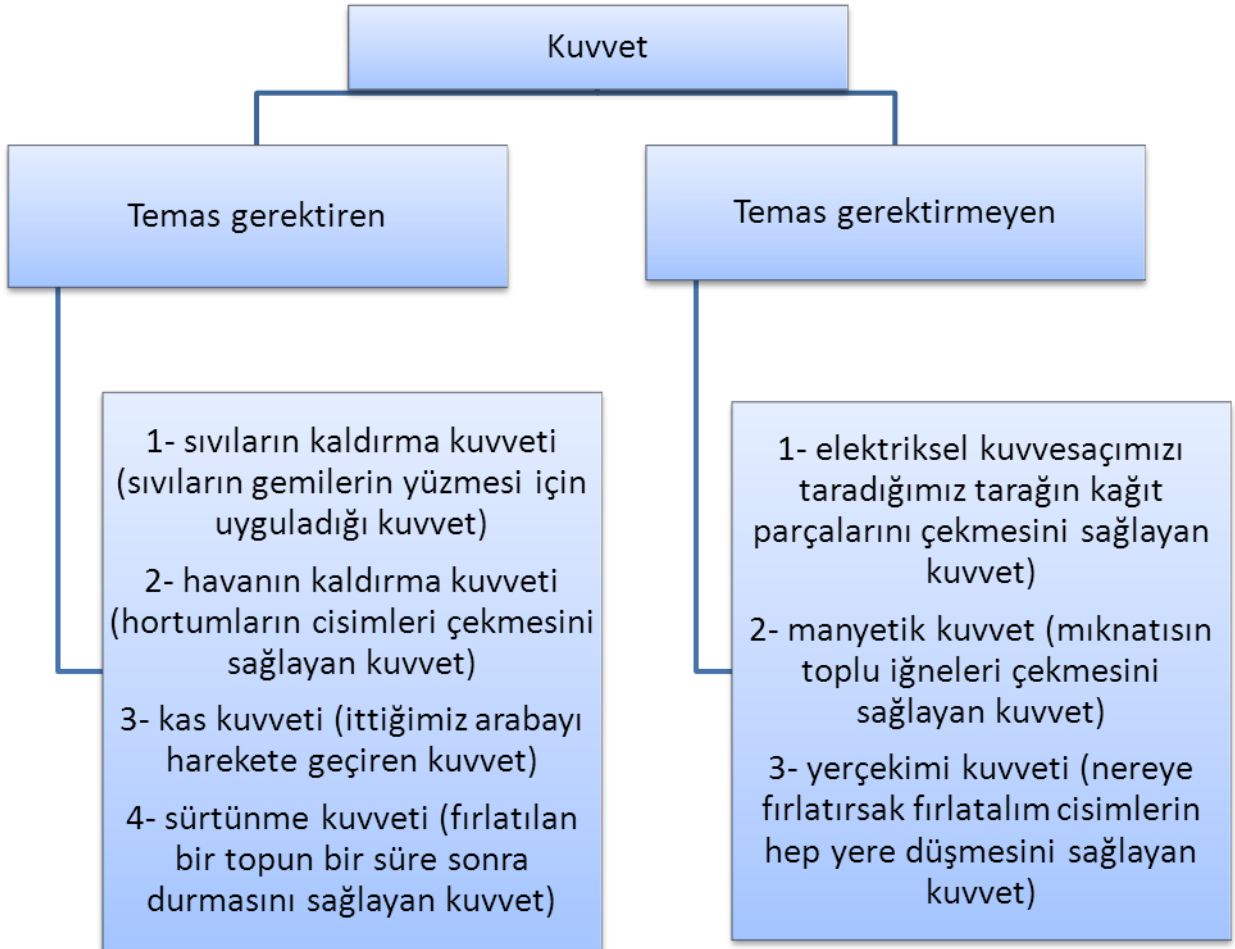 Kuvvet
Temas gerektiren
Temas gerektirmeyen
1- sıvıların kaldırma kuvveti
(sıvıların gemilerin yüzmesi için
uyguladığı kuvvet)
2- havanın kaldırma kuvveti
(hortumların cisimleri çekmesini
sağlayan kuvvet)
3- kas kuvveti (ittiğimiz arabayı
harekete geçiren kuvvet)
4- sürtünme kuvveti (fırlatılan
bir topun bir süre sonra
durmasını sağlayan kuvvet)
1- elektriksel kuvvesaçımızı
taradığımız tarağın kağıt
parçalarını çekmesini sağlayan
kuvvet)
2- manyetik kuvvet (mıknatısın
toplu iğneleri çekmesini
sağlayan kuvvet)
3- yerçekimi kuvveti (nereye
fırlatırsak fırlatalım cisimlerin
hep yere düşmesini sağlayan
kuvvet)